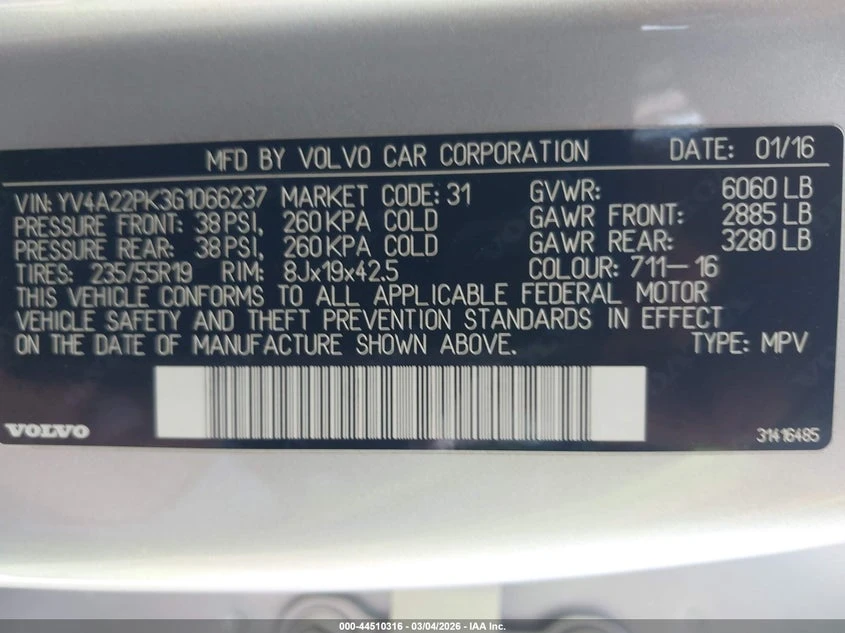 MFD BY VOLVO CAR CORPORATION DATE: 01/16
VIN: YV4A22PK3G1066237 MARKET CODE: 31 GVWR: 6060 LB
PRESSURE FRONT: 38 PSI, 260 KPA COLD GAWR FRONT: 2885 LB
PRESSURE REAR: 38 PSI, 260 KPA COLD GAWR REAR: 3280 LB
TIRES: 235/55R19 RIM: 8Jx19x42.5 COLOUR: 711-16
THIS VEHICLE CONFORMS TO ALL APPLICABLE FEDERAL MOTOR
VEHICLE SAFETY AND THEFT PREVENTION STANDARDS IN EFFECT
ON THE DATE OF MANUFACTURE SHOWN ABOVE. TYPE: MPV
VOLVO 31416485
000-44510316 - 03/04/2026 - IAA Inc.